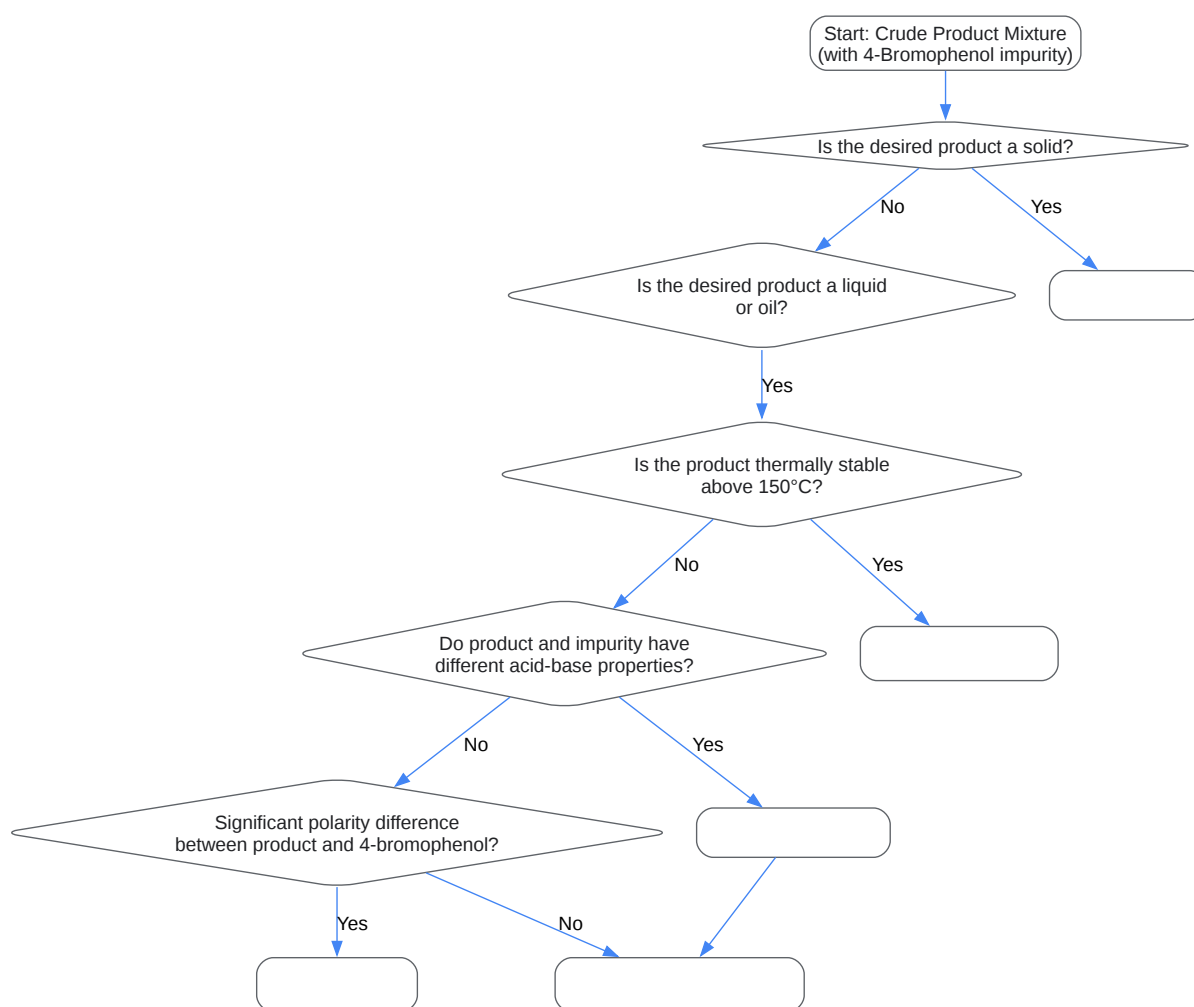 Start: Crude Product Mixture
(with 4-Bromophenol impurity)
Is the desired product a solid?
No
Yes
Is the desired product a liquid
or oil?
Yes
Is the product thermally stable
above 150°C?
No
Yes
Do product and impurity have
different acid-base properties?
No
Yes
Significant polarity difference
between product and 4-bromophenol?
Yes
No